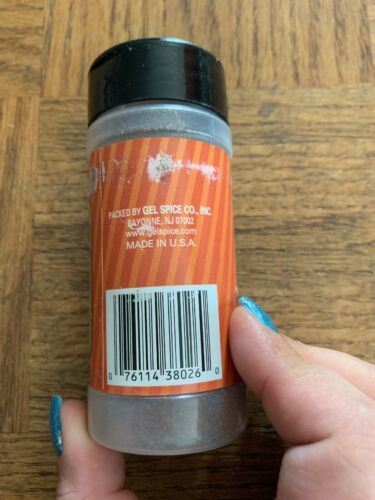 PACKED BY GEL SPICE CO., INC.
BAYONNE, NJ 07002
www.gelspice.com
MADE IN U.S.A.
0 76114 38026 0